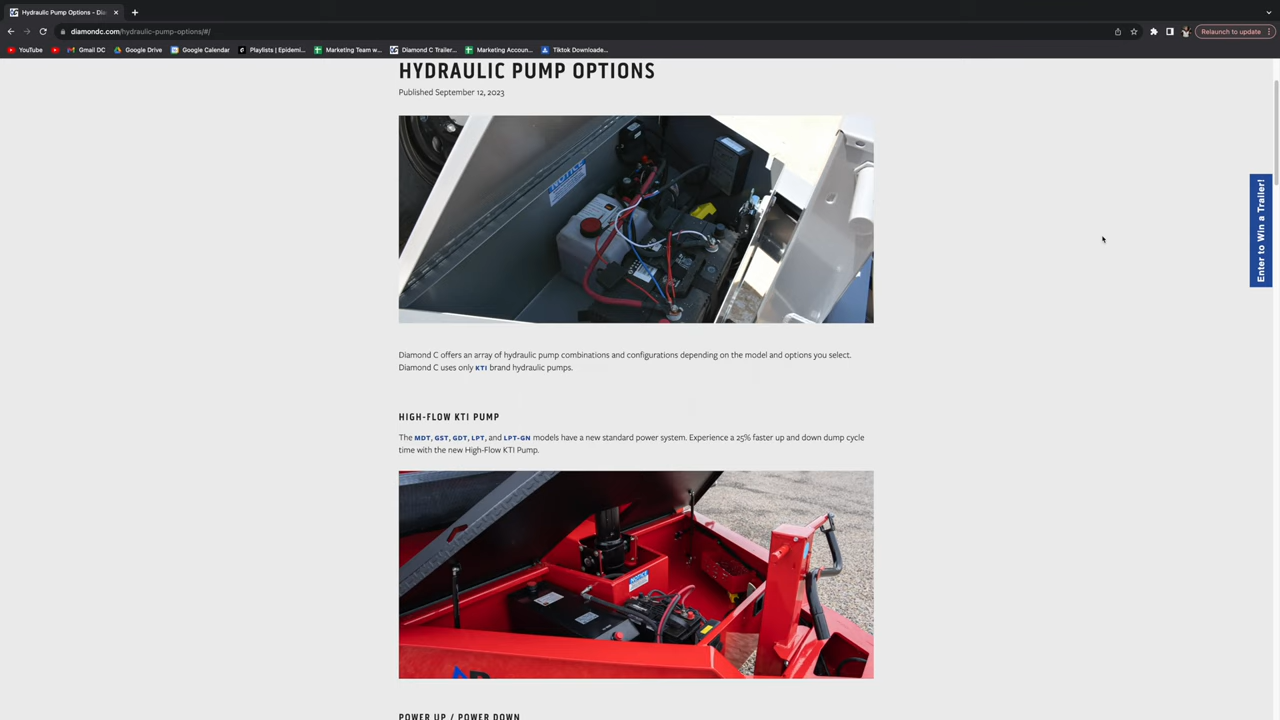 Hydraulic Pump Options - Dia
diamondc.com/hydraulic-pump-options/#/
Relaunch to update
YouTube
Gmail DC
Google Drive
Google Calendar
Playlists | Epidemi...
Marketing Team w...
Diamond C Trailer...
Marketing Accoun...
Tiktok Downloade...
HYDRAULIC PUMP OPTIONS
Published September 12, 2023
NOTICE
Enter to Win a Trailer!
Diamond C offers an array of hydraulic pump combinations and configurations depending on the model and options you select.
Diamond C uses only KTI brand hydraulic pumps.
HIGH-FLOW KTI PUMP
The MDT, GST, GDT, LPT, and LPT-GN models have a new standard power system. Experience a 25% faster up and down dump cycle
time with the new High-Flow KTI Pump.
POWER UP / POWER DOWN